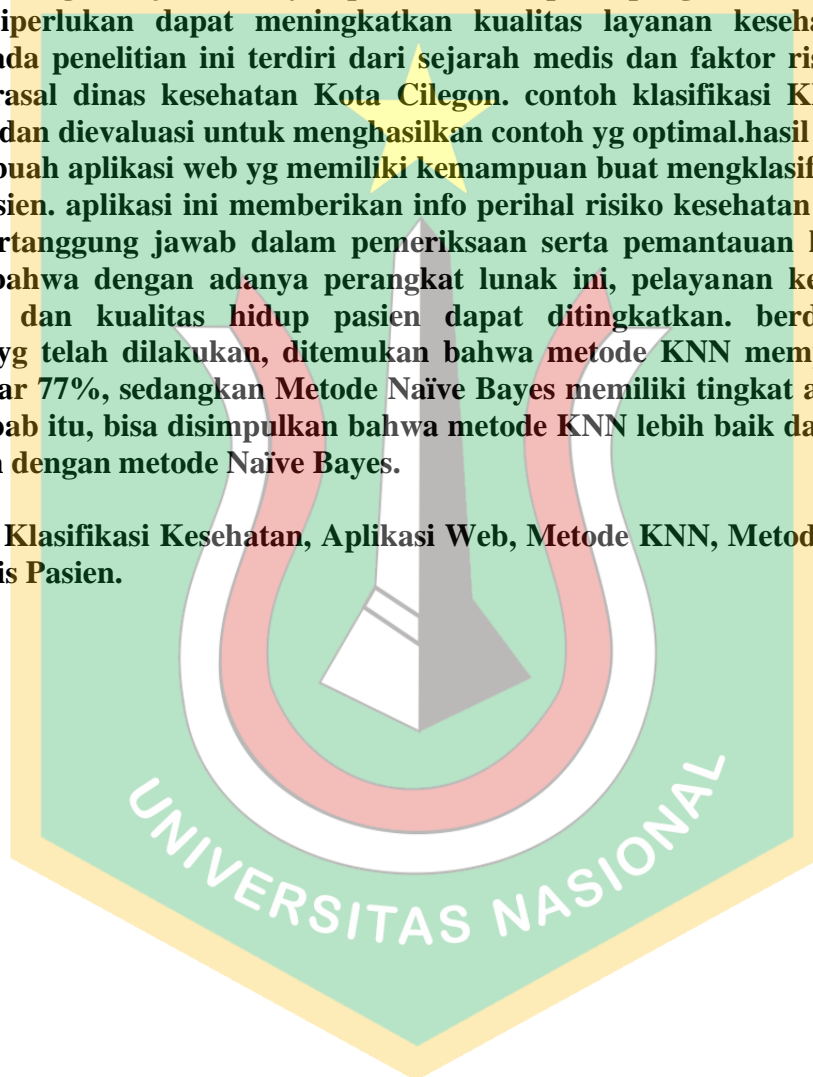 iperlukan dapat meningkatkan kualitas layanan keseha
ada penelitian ini terdiri dari sejarah medis dan faktor ris
rasal dinas kesehatan Kota Cilegon. contoh klasifikasi K
dan dievaluasi untuk menghasilkan contoh yg optimal.hasil
buah aplikasi web yg memiliki kemampuan buat mengklasif
sien. aplikasi ini memberikan info perihal risiko kesehatan
ertanggung jawab dalam pemeriksaan serta pemantauan
bahwa dengan adanya perangkat lunak ini, pelayanan ke
dan kualitas hidup pasien dapat ditingkatkan. berd
yg telah dilakukan, ditemukan bahwa metode KNN mem
ar 77%, sedangkan Metode Naïve Bayes memiliki tingkat a
bab itu, bisa disimpulkan bahwa metode KNN lebih baik da
n dengan metode Naïve Bayes.
Klasifikasi Kesehatan, Aplikasi Web, Metode KNN, Metod
is Pasien.
UNIVERSITAS NASIONAL